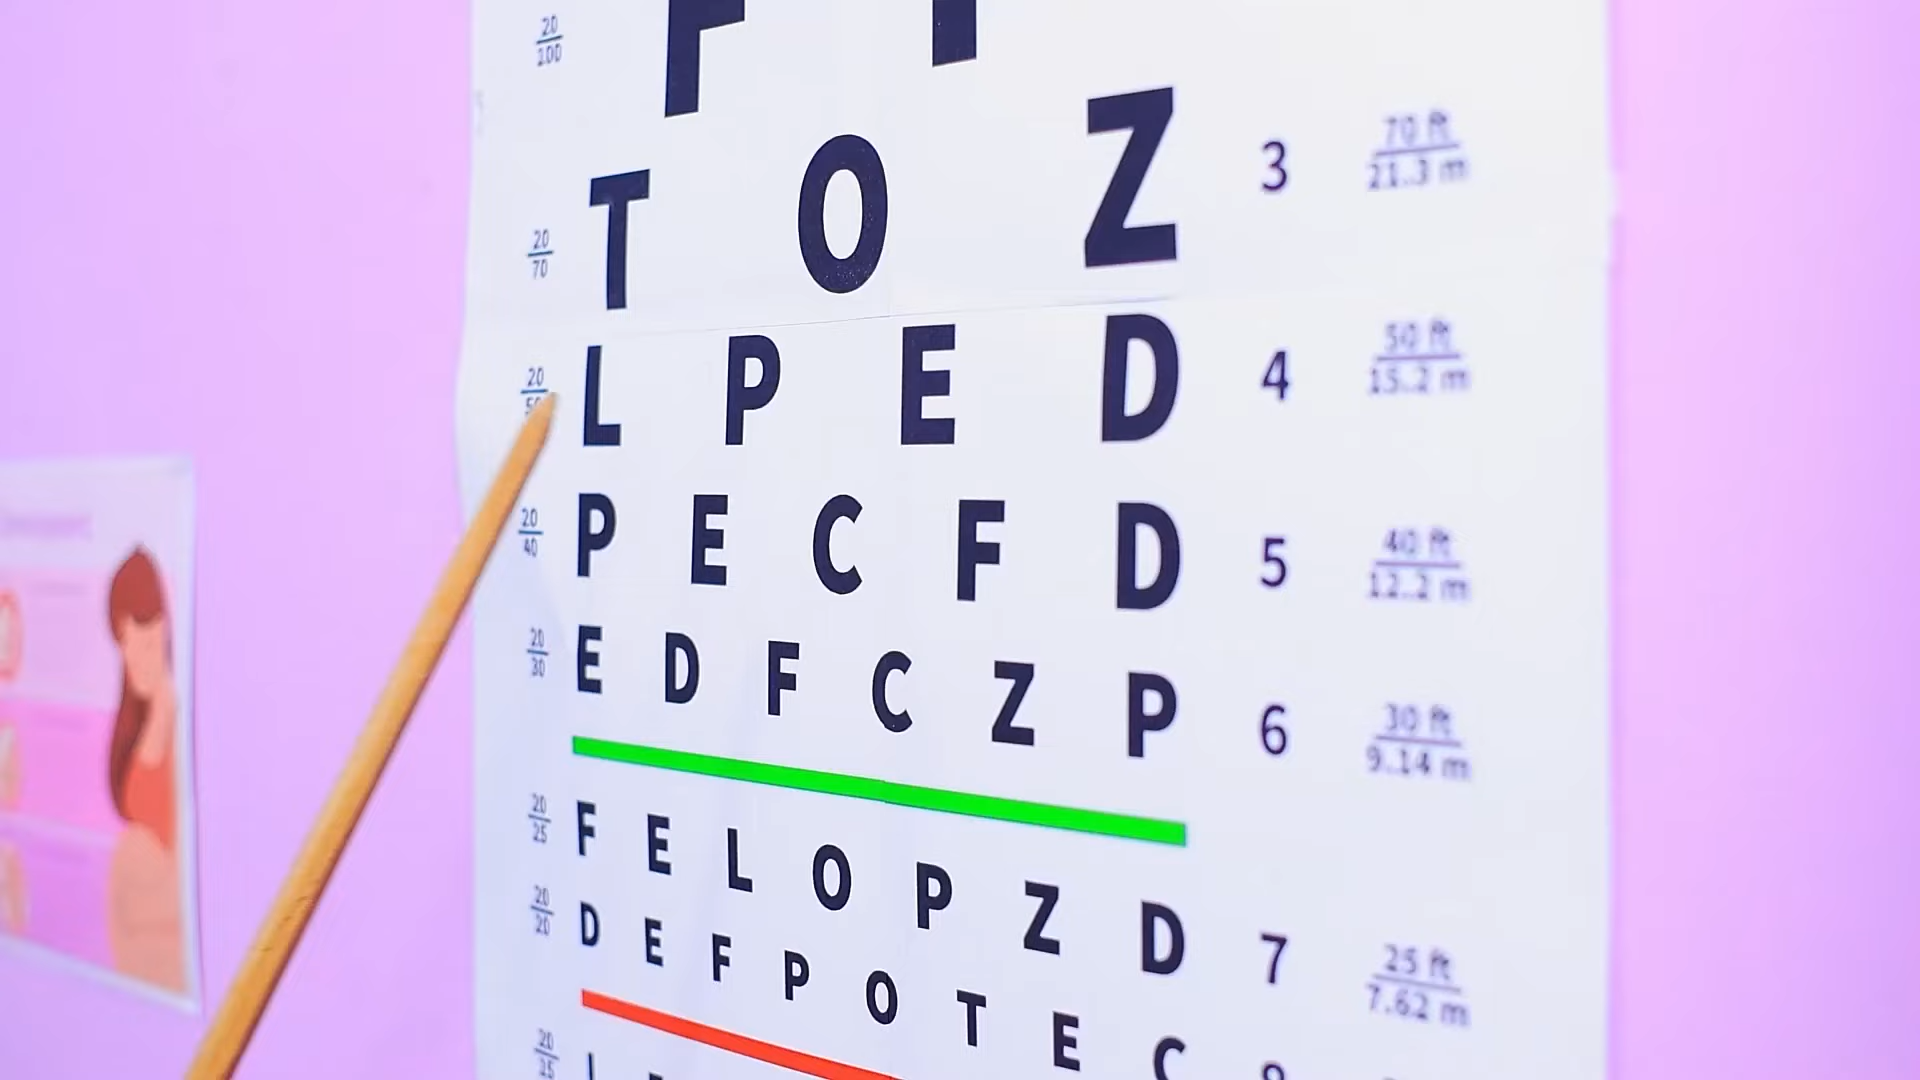 20/100 F P
20/70 T O Z 3 70 ft/21.3 m
20/50 L P E D 4 50 ft/15.2 m
20/40 P E C F D 5 40 ft/12.2 m
20/30 E D F C Z P 6 30 ft/9.14 m
20/25 F E L O P Z D 7 25 ft/7.62 m
20/20 D E F P O T E C
20/15